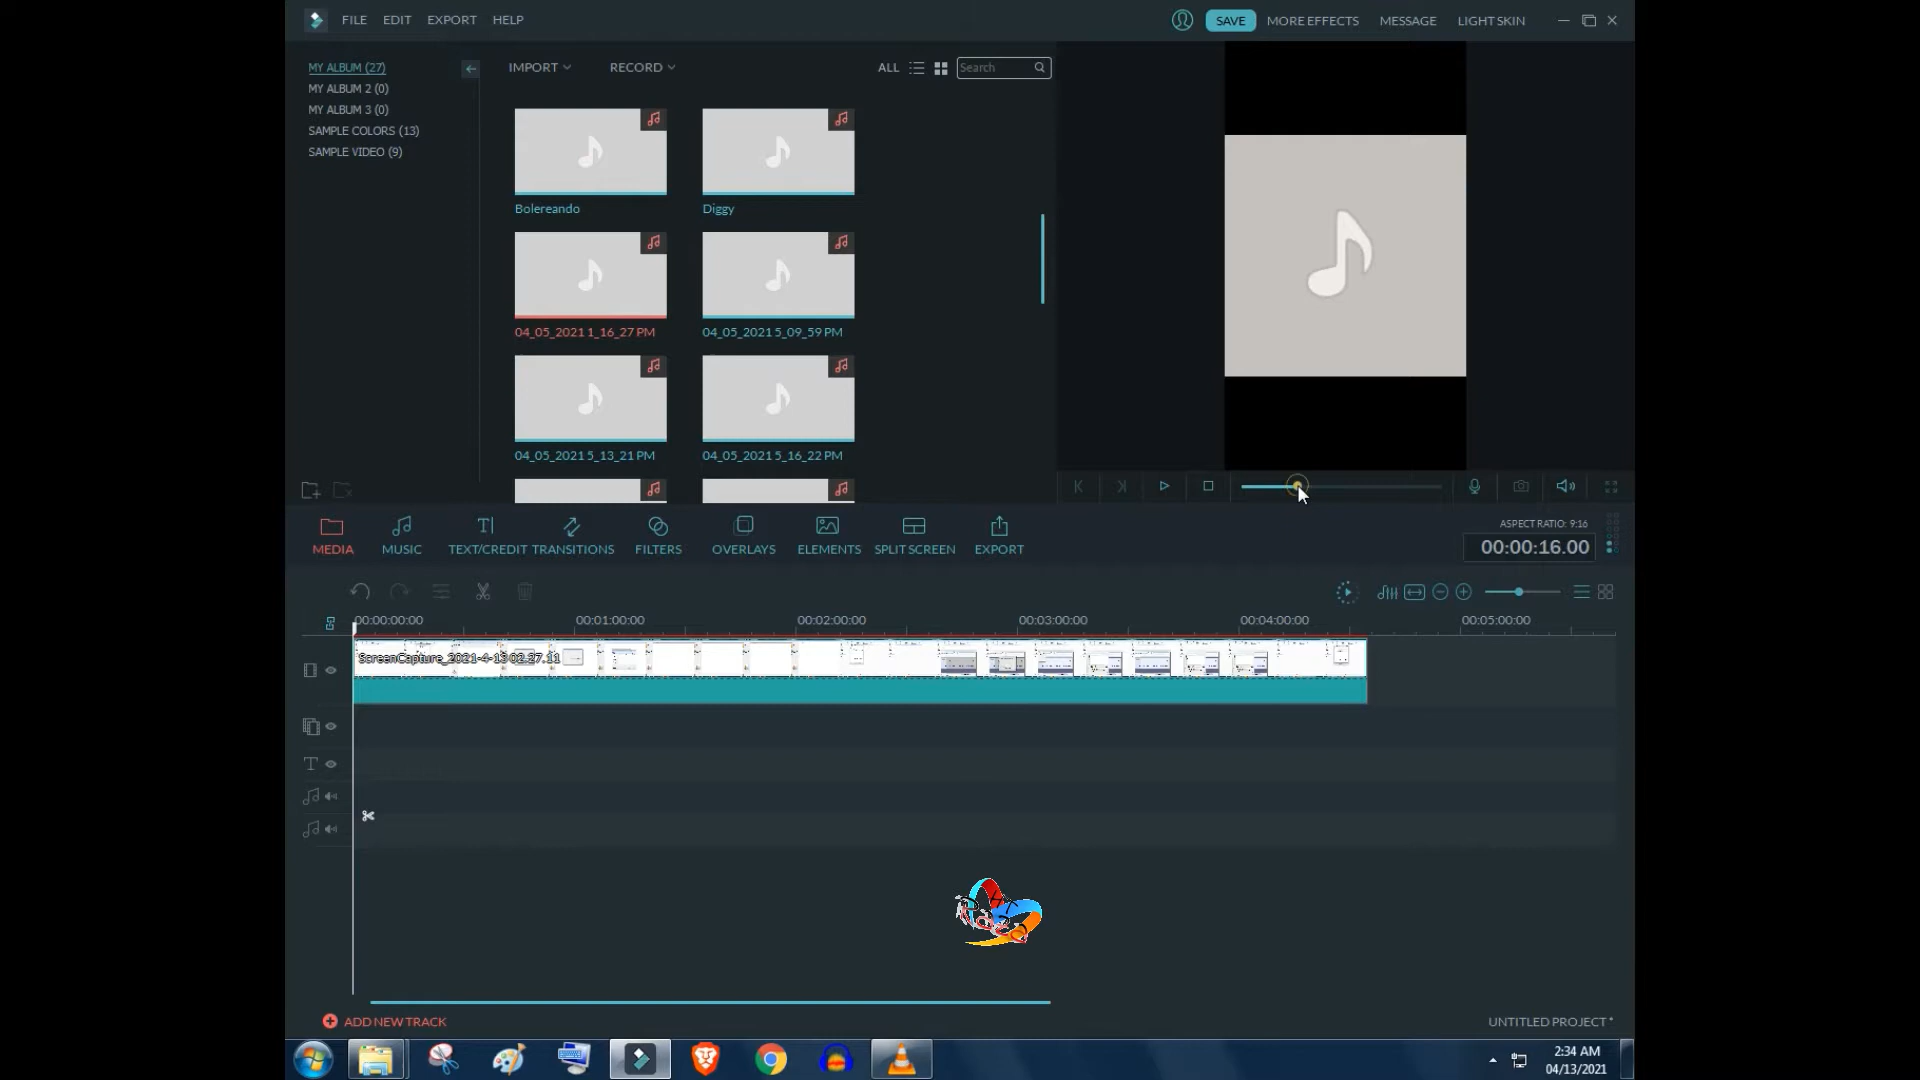 FILE EDIT EXPORT HELP
SAVE MORE EFFECTS MESSAGE LIGHT SKIN
MY ALBUM (27)
MY ALBUM 2 (0)
MY ALBUM 3 (0)
SAMPLE COLORS (13)
SAMPLE VIDEO (9)
IMPORT RECORD ALL Search
Bolereando Diggy
04_05_2021 1_16_27 PM 04_05_2021 5_09_59 PM
04_05_2021 5_13_21 PM 04_05_2021 5_16_22 PM
MEDIA MUSIC TEXT/CREDIT TRANSITIONS FILTERS OVERLAYS ELEMENTS SPLIT SCREEN EXPORT
ASPECT RATIO: 9:16
00:00:16.00
00:00:00:00 00:01:00:00 00:02:00:00 00:03:00:00 00:04:00:00 00:05:00:00
ScreenCapture_2021-4-13 02.27.11
ADD NEW TRACK
UNTITLED PROJECT *
2:34 AM
04/13/2021